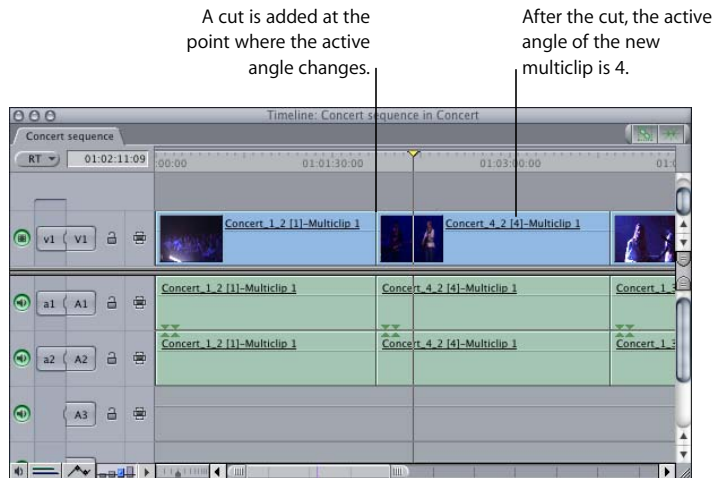 A cut is added at the
point where the active
angle changes.
After the cut, the active
angle of the new
multiclip is 4.
Timeline: Concert sequence in Concert
Concert sequence
RT
01:02:11:09
:00:00
01:01:30:00
01:03:00:00
v1
V1
Concert_1_2 [1]–Multiclip 1
Concert_4_2 [4]–Multiclip 1
a1
A1
Concert_1_2 [1]–Multiclip 1
Concert_4_2 [4]–Multiclip 1
Concert_1_3
a2
A2
Concert_1_2 [1]–Multiclip 1
Concert_4_2 [4]–Multiclip 1
Concert_1_3
A3